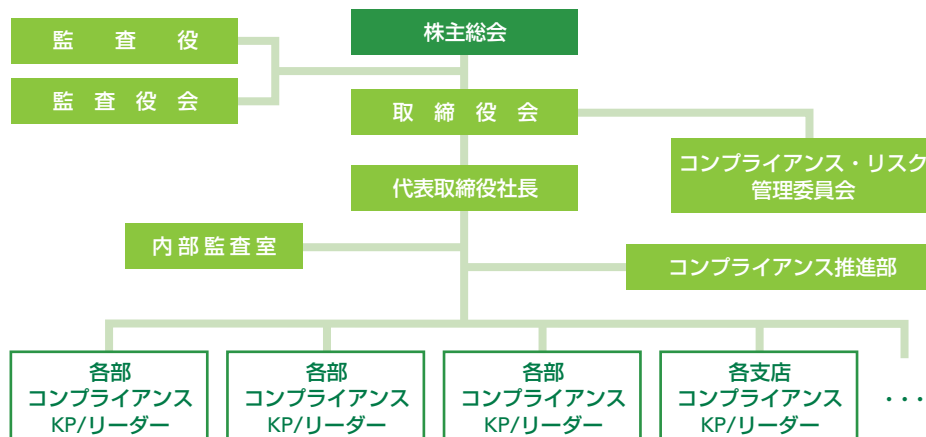 監査役
株主総会
監査役会
取締役会
代表取締役社長
コンプライアンス・リスク
管理委員会
内部監査室
コンプライアンス推進部
各部
コンプライアンス
KP/リーダー
各部
コンプライアンス
KP/リーダー
各部
コンプライアンス
KP/リーダー
各支店
コンプライアンス
KP/リーダー
・・・